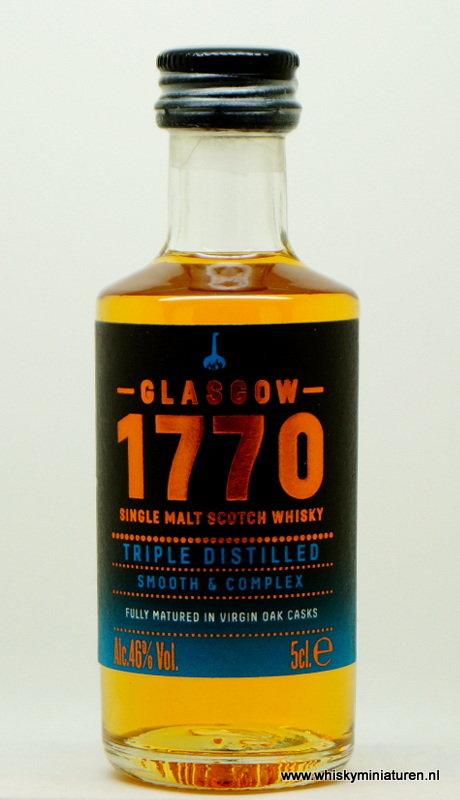 GLASGOW
1770
SINGLE MALT SCOTCH WHISKY
TRIPLE DISTILLED
SMOOTH & COMPLEX
FULLY MATURED IN VIRGIN OAK CASKS
Alc.46% Vol. 5cl. ℮
www.whiskyminiaturen.nl